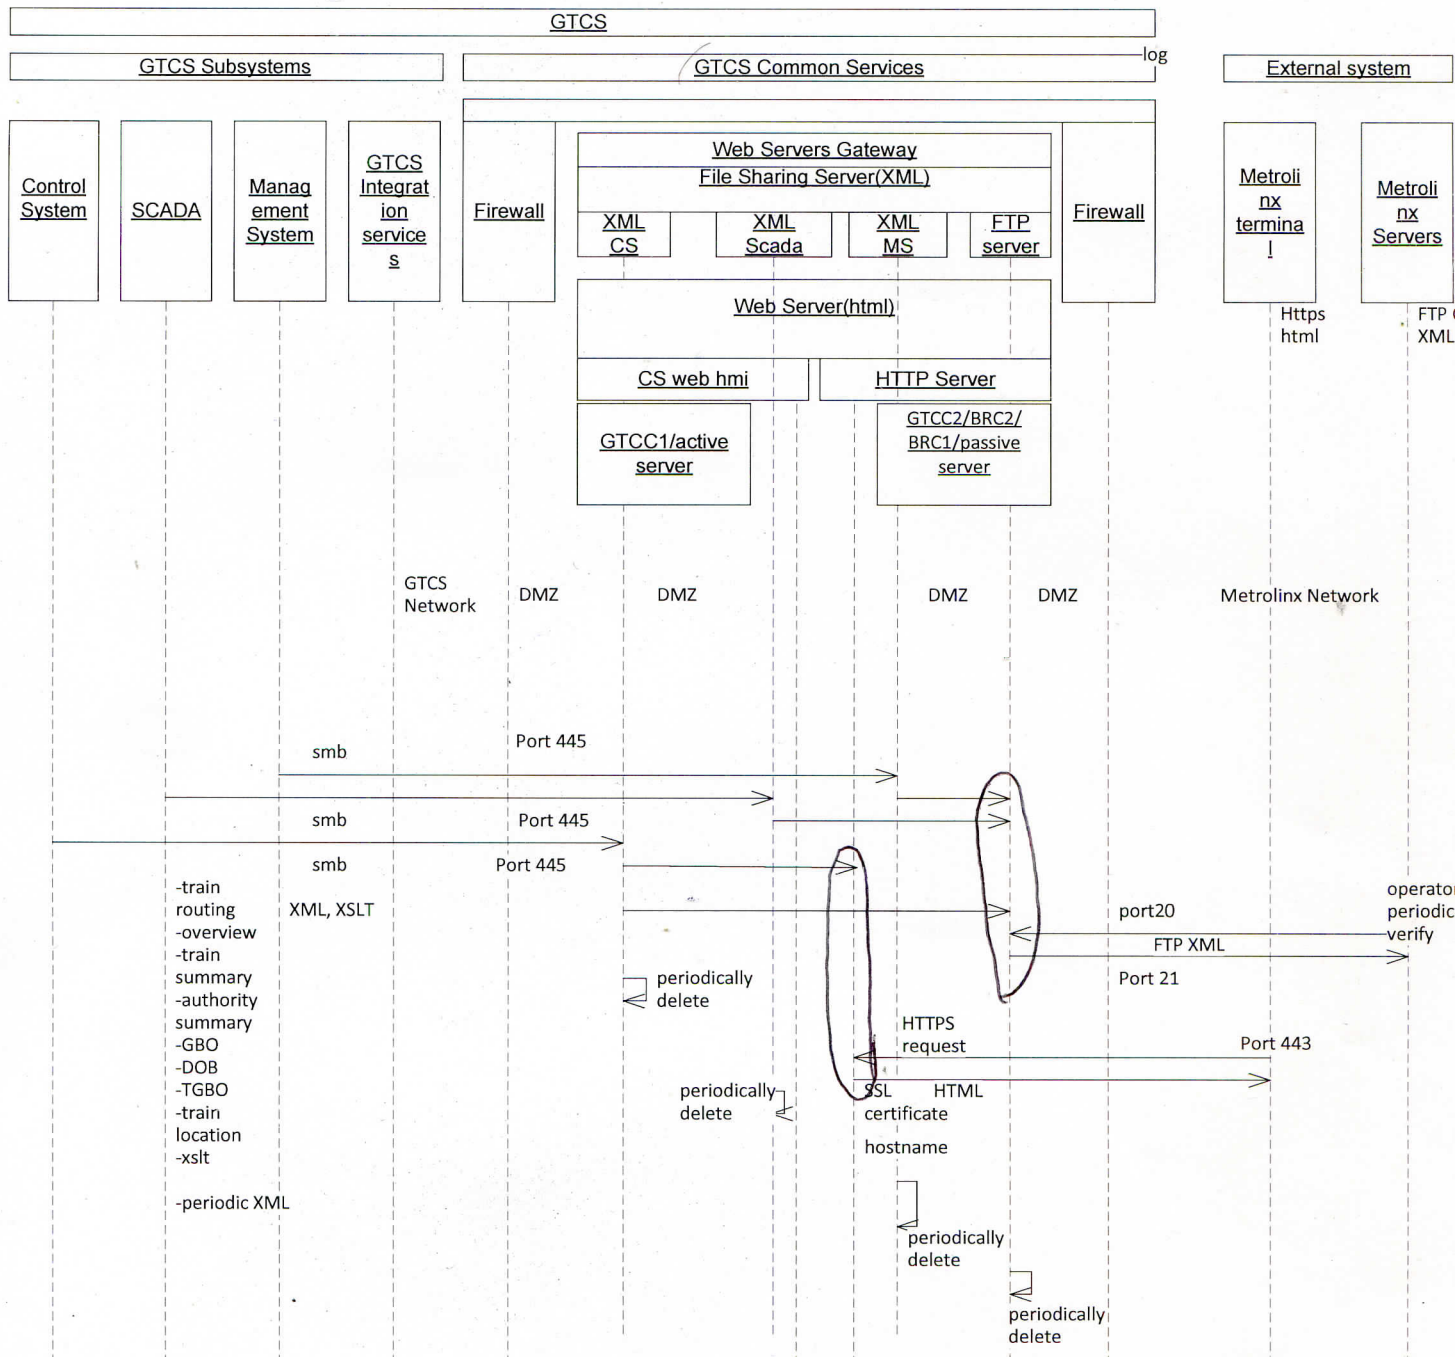 GTCS
GTCS Subsystems
GTCS Common Services
log
External system
Control
System
SCADA
Manag
ement
System
GTCS
Integrat
ion
service
s
Firewall
Web Servers Gateway
File Sharing Server(XML)
XML
CS
XML
Scada
XML
MS
FTP
server
Firewall
Metroli
nx
termina
l
Metroli
nx
Servers
Web Server(html)
Https
html
FTP
XML
CS web hmi
HTTP Server
GTCC1/active
server
GTCC2/BRC2/
BRC1/passive
server
GTCS
Network
DMZ
DMZ
DMZ
DMZ
Metrolinx Network
smb
Port 445
smb
Port 445
smb
Port 445
-train
routing
-overview
-train
summary
-authority
summary
-GBO
-DOB
-TGBO
-train
location
-xslt
-periodic XML
XML, XSLT
port20
operator
periodic
verify
FTP XML
Port 21
periodically
delete
HTTPS
request
Port 443
periodically
delete
SSL
certificate
HTML
hostname
periodically
delete
periodically
delete